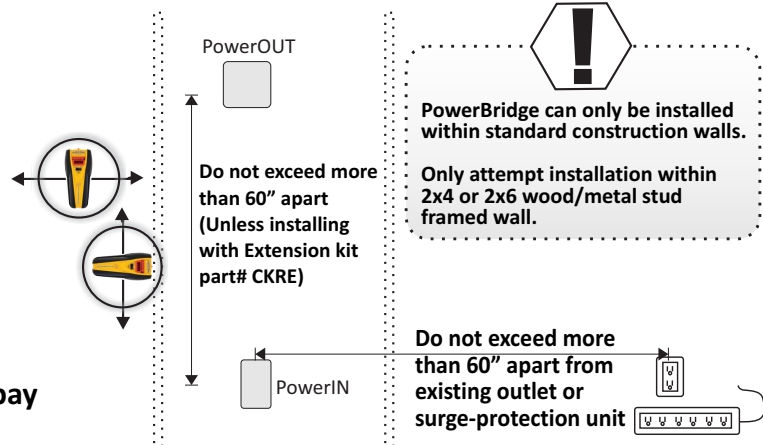 PowerOUT
Do not exceed more
than 60” apart
(Unless installing
with Extension kit
part# CKRE)
PowerIN
!
PowerBridge can only be installed
within standard construction walls.
Only attempt installation within
2x4 or 2x6 wood/metal stud
framed wall.
Do not exceed more
than 60” apart from
existing outlet or
surge-protection unit
bay